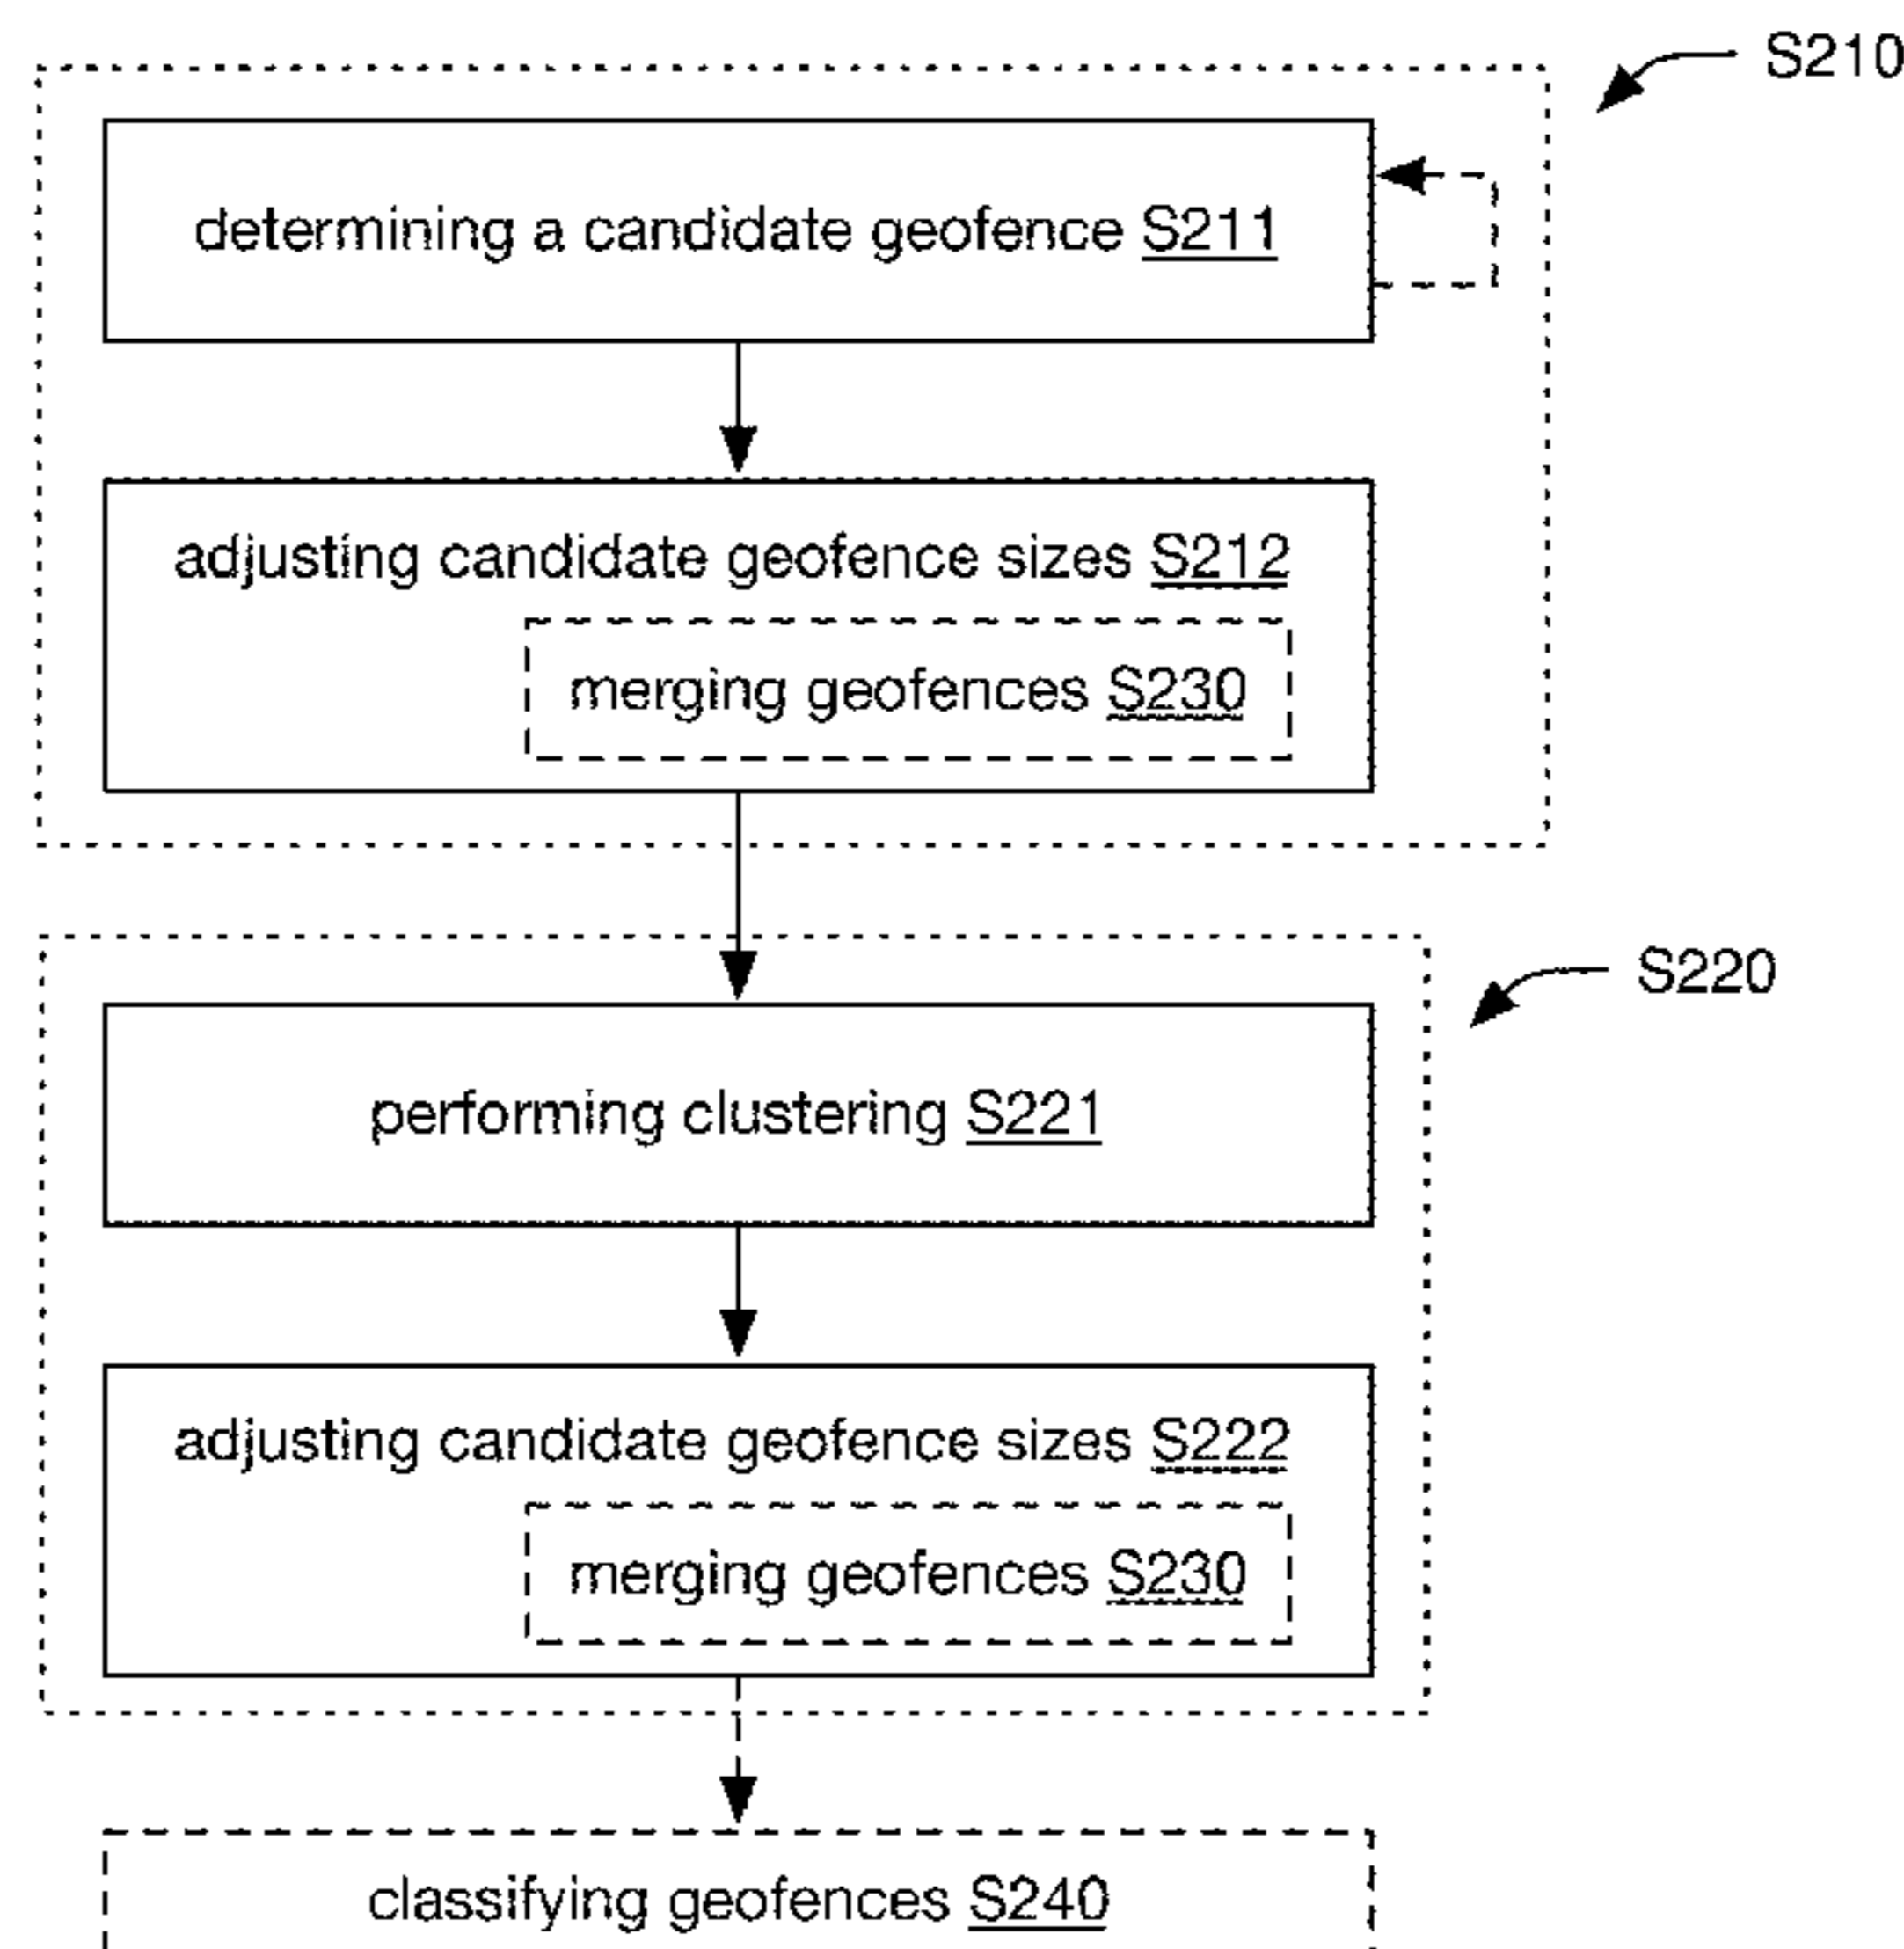 S210
determining a candidate geofence S211
adjusting candidate geofence sizes S212
merging geofences S230
S220
performing clustering S221
adjusting candidate geofence sizes S222
merging geofences S230
classifying geofences S240